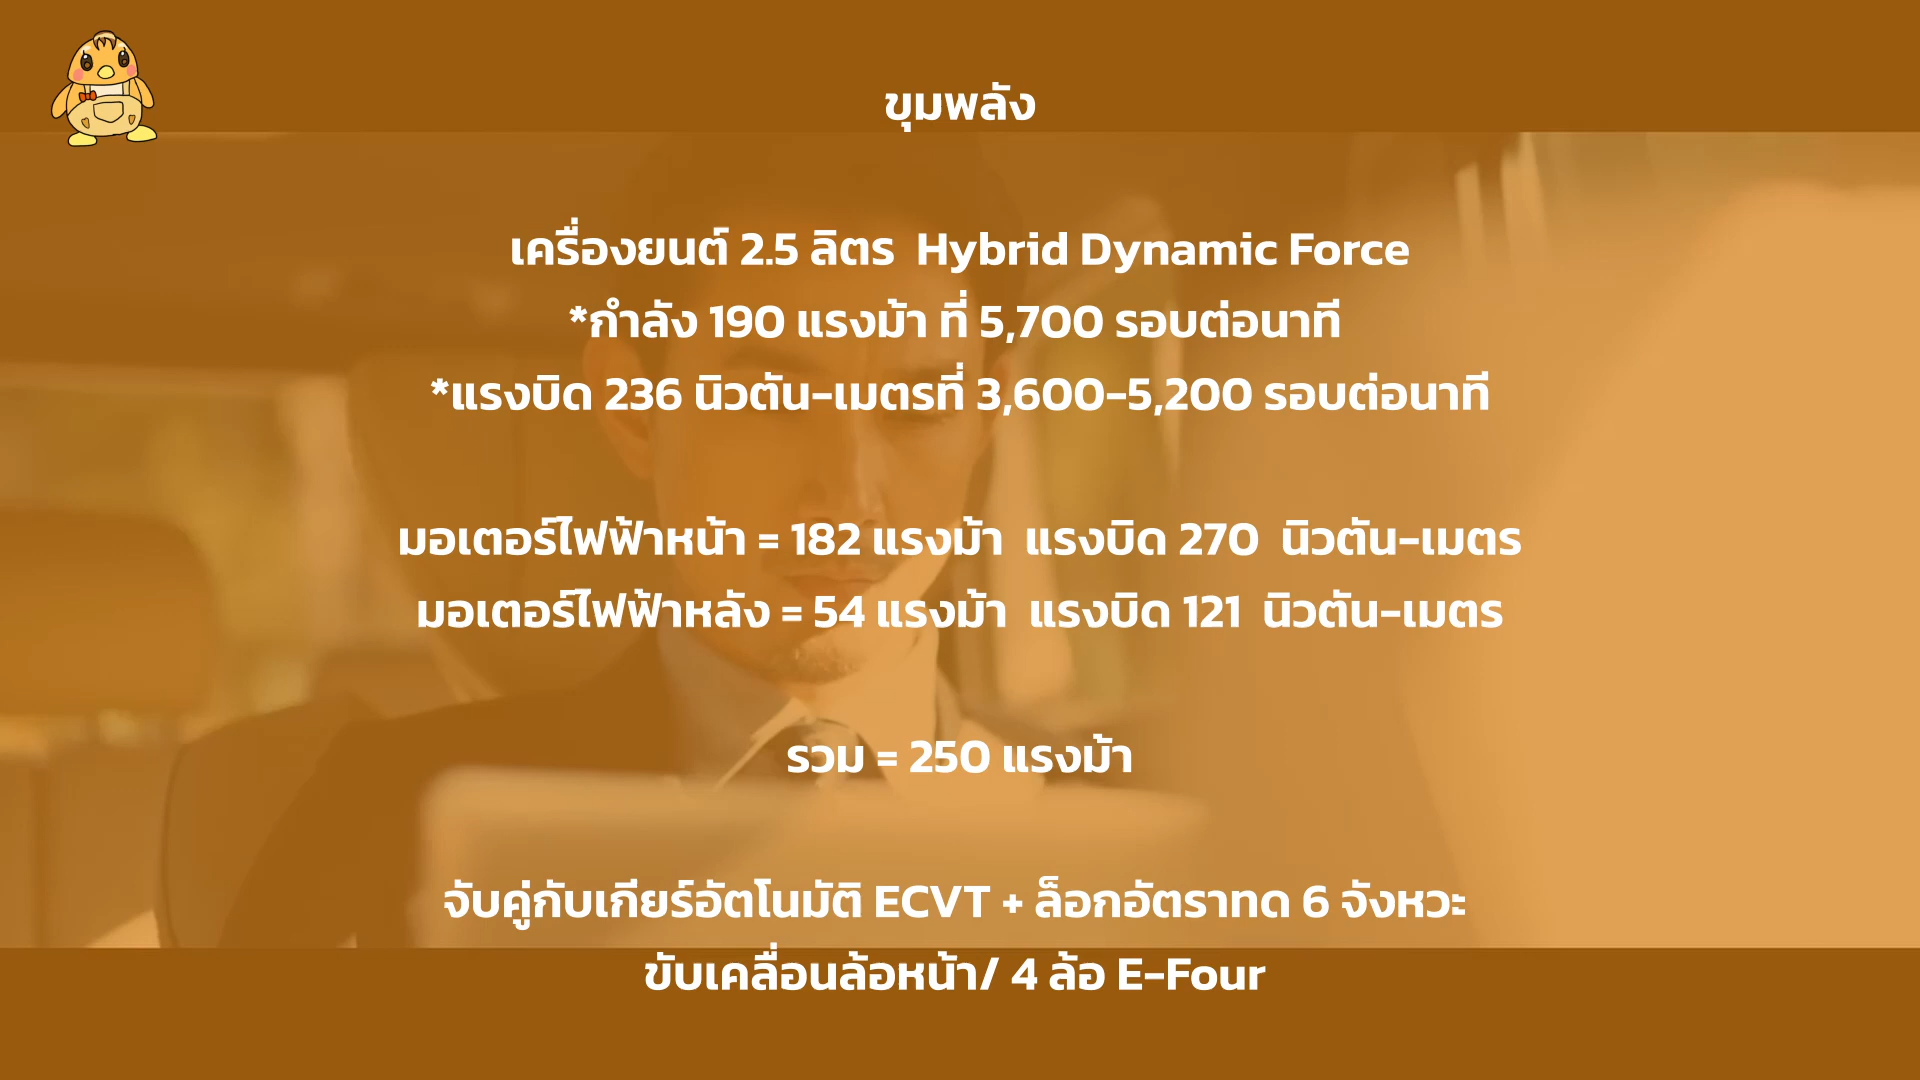 ขุมพลัง
เครื่องยนต์ 2.5 ลิตร  Hybrid Dynamic Force
*กำลัง 190 แรงม้า ที่ 5,700 รอบต่อนาที
*แรงบิด 236 นิวตัน-เมตรที่ 3,600-5,200 รอบต่อนาที
มอเตอร์ไฟฟ้าหน้า = 182 แรงม้า  แรงบิด 270  นิวตัน-เมตร
มอเตอร์ไฟฟ้าหลัง = 54 แรงม้า  แรงบิด 121  นิวตัน-เมตร
รวม = 250 แรงม้า
จับคู่กับเกียร์อัตโนมัติ ECVT + ล็อกอัตราทด 6 จังหวะ
ขับเคลื่อนล้อหน้า/ 4 ล้อ E-Four